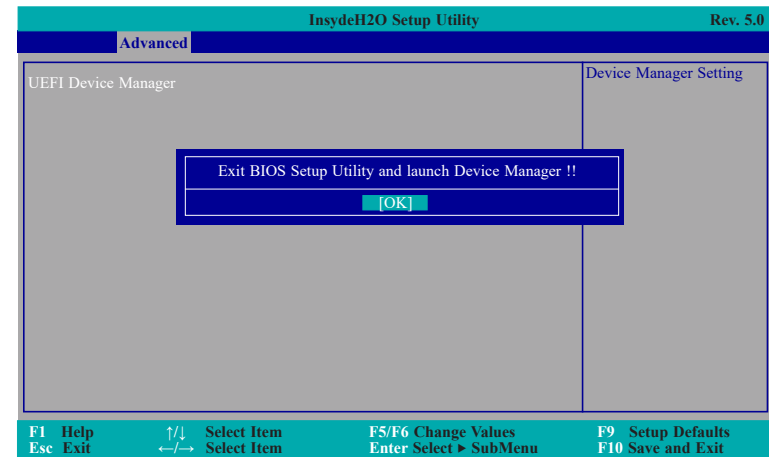 InsydeH2O Setup Utility Rev. 5.0
Advanced
UEFI Device Manager
Device Manager Setting
Exit BIOS Setup Utility and launch Device Manager !!
[OK]
F1 Help ↑/↓ Select Item F5/F6 Change Values F9 Setup Defaults
Esc Exit ←/→ Select Item Enter Select ▶ SubMenu F10 Save and Exit